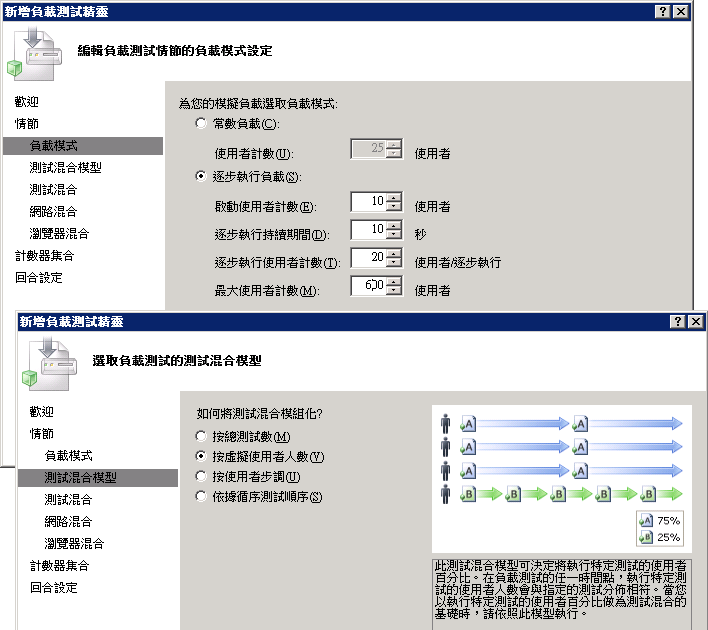 新增負載測試精靈
編輯負載測試情節的負載模式設定
歡迎
情節
負載模式
測試混合模型
測試混合
網路混合
瀏覽器混合
計數器集合
回合設定
為您的模擬負載選取負載模式:
常數負載(C):
使用者計數(U): 25 使用者
逐步執行負載(S):
啟動使用者計數(E): 10 使用者
逐步執行持續期間(D): 10 秒
逐步執行使用者計數(T): 20 使用者/逐步執行
最大使用者計數(M): 600 使用者
新增負載測試精靈
選取負載測試的測試混合模型
歡迎
情節
負載模式
測試混合模型
測試混合
網路混合
瀏覽器混合
計數器集合
回合設定
如何將測試混合模組化?
按總測試數(M)
按虛擬使用者人數(V)
按使用者步調(U)
依據循序測試順序(S)
A A
A A
A A
B B B B B
A 75%
B 25%
此測試混合模型可決定將執行特定測試的使用者
百分比。在負載測試的任一時間點，執行特定測
試的使用者人數會與指定的測試分佈相符。當您
以執行特定測試的使用者百分比做為測試混合的
基礎時，請依照此模型執行。